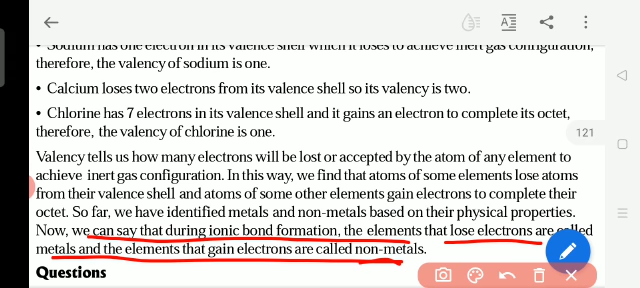 • Sodium has one electron in its valence shell which it loses to achieve inert gas configuration,
therefore, the valency of sodium is one.
• Calcium loses two electrons from its valence shell so its valency is two.
• Chlorine has 7 electrons in its valence shell and it gains an electron to complete its octet,
therefore, the valency of chlorine is one.
121
Valency tells us how many electrons will be lost or accepted by the atom of any element to
achieve inert gas configuration. In this way, we find that atoms of some elements lose atoms
from their valence shell and atoms of some other elements gain electrons to complete their
octet. So far, we have identified metals and non-metals based on their physical properties.
Now, we can say that during ionic bond formation, the elements that lose electrons are called
metals and the elements that gain electrons are called non-metals.
Questions